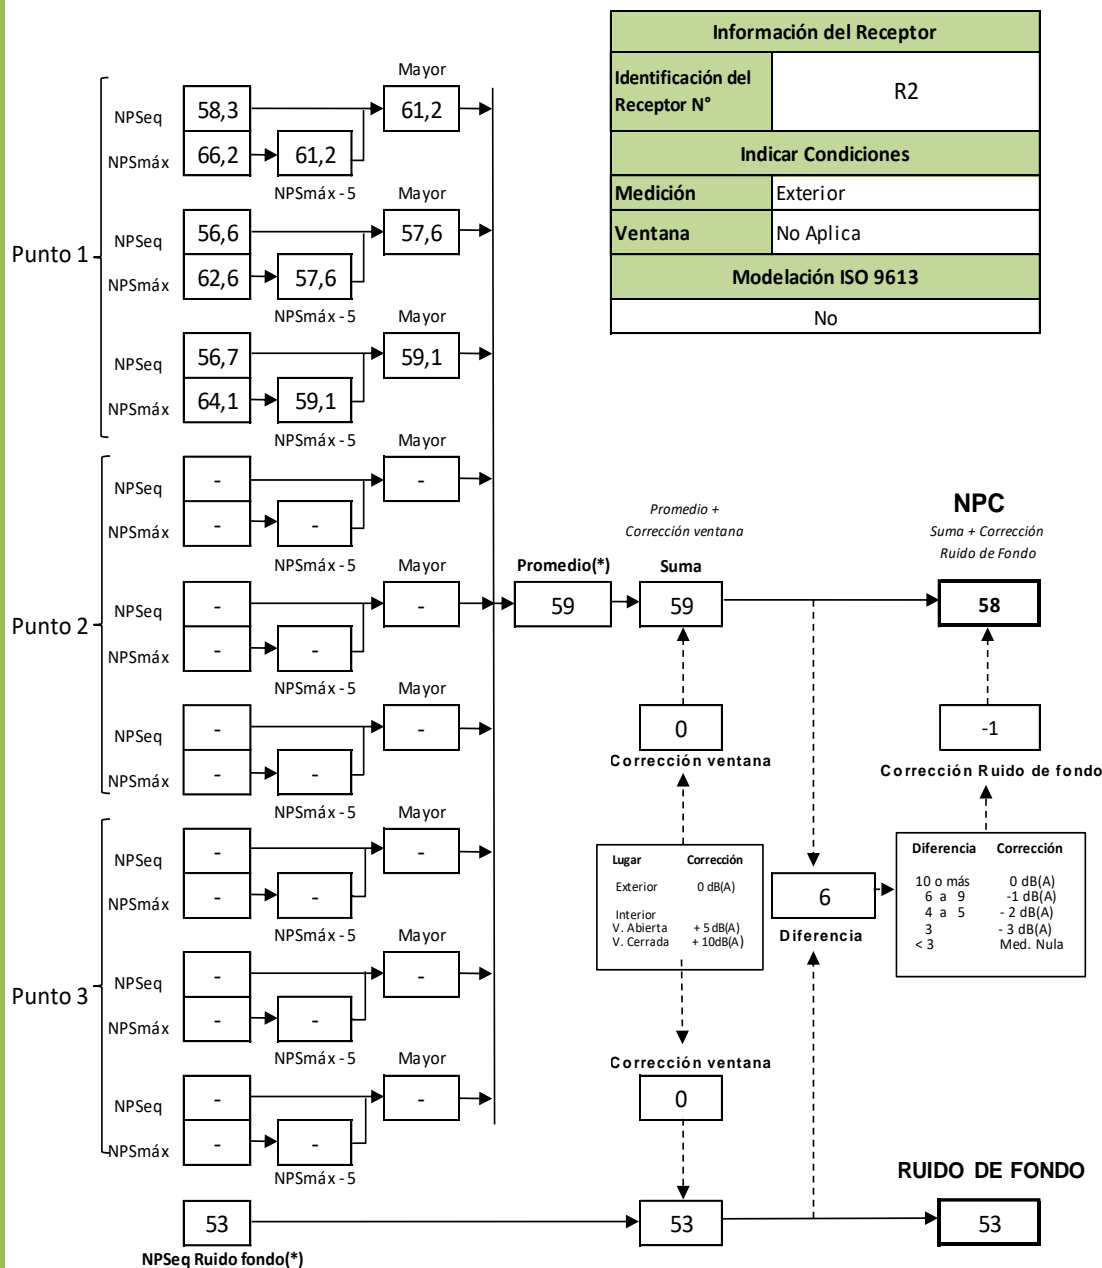 Información del Receptor
Identificación del Receptor N°
R2
Indicar Condiciones
Medición Exterior
Ventana No Aplica
Modelación ISO 9613
No
Punto 1
Mayor
NPSeq 58,3 61,2
NPSmáx 66,2 61,2
NPSmáx - 5 Mayor
NPSeq 56,6 57,6
NPSmáx 62,6 57,6
NPSmáx - 5 Mayor
NPSeq 56,7 59,1
NPSmáx 64,1 59,1
NPSmáx - 5 Mayor
Punto 2
NPSeq - -
NPSmáx - -
NPSmáx - 5 Mayor
NPSeq - -
NPSmáx - -
NPSmáx - 5 Mayor
NPSeq - -
NPSmáx - -
NPSmáx - 5 Mayor
Punto 3
NPSeq - -
NPSmáx - -
NPSmáx - 5 Mayor
NPSeq - -
NPSmáx - -
NPSmáx - 5 Mayor
NPSeq - -
NPSmáx - -
NPSmáx - 5
Promedio(*)
59
Promedio +
Corrección ventana
Suma
59
0
Corrección ventana
NPC
Suma + Corrección
Ruido de Fondo
58
-1
Corrección Ruido de fondo
Lugar Corrección
Exterior 0 dB(A)
Interior
V. Abierta + 5 dB(A)
V. Cerrada + 10dB(A)
6
Diferencia
Diferencia Corrección
10 o más 0 dB(A)
6 a 9 -1 dB(A)
4 a 5 - 2 dB(A)
3 - 3 dB(A)
< 3 Med. Nula
Corrección ventana
0
RUIDO DE FONDO
53 53 53
NPSeq Ruido fondo(*)